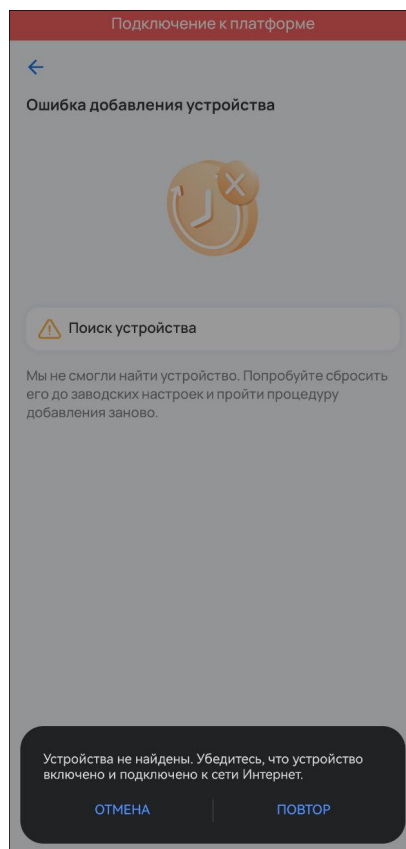 Подключение к платформе
Ошибка добавления устройства
Поиск устройства
Мы не смогли найти устройство. Попробуйте сбросить
его до заводских настроек и пройти процедуру
добавления заново.
Устройства не найдены. Убедитесь, что устройство
включено и подключено к сети Интернет.
ОТМЕНА ПОВТОР